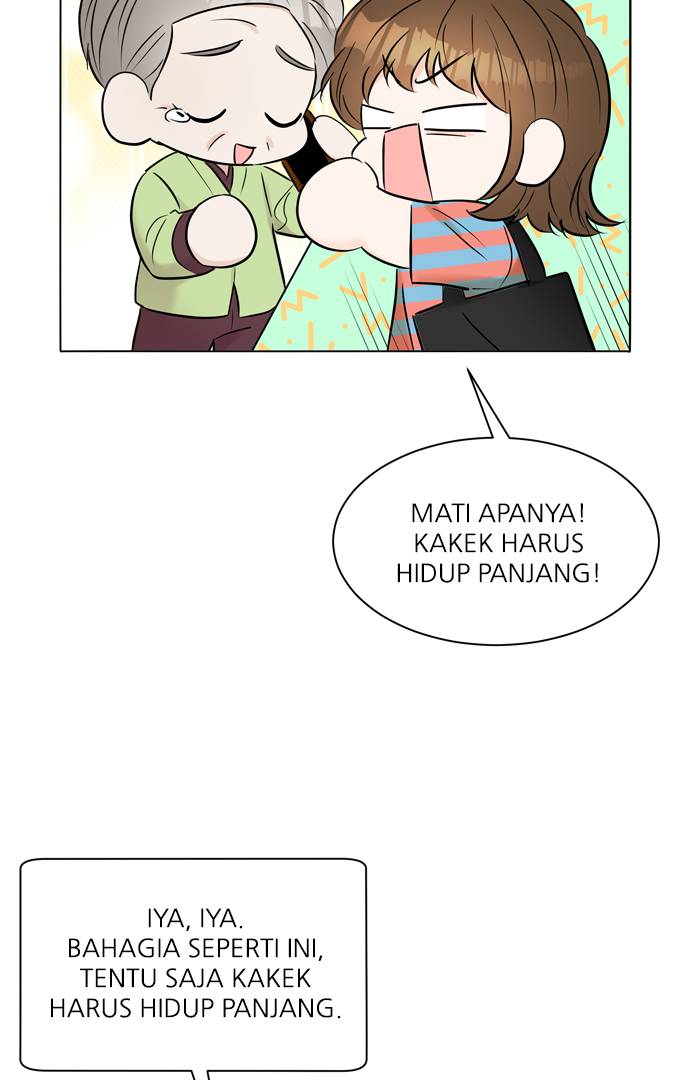 MATI APANYA!
KAKEK HARUS
HIDUP PANJANG!
IYA, IYA.
BAHAGIA SEPERTI INI,
TENTU SAJA KAKEK
HARUS HIDUP PANJANG.